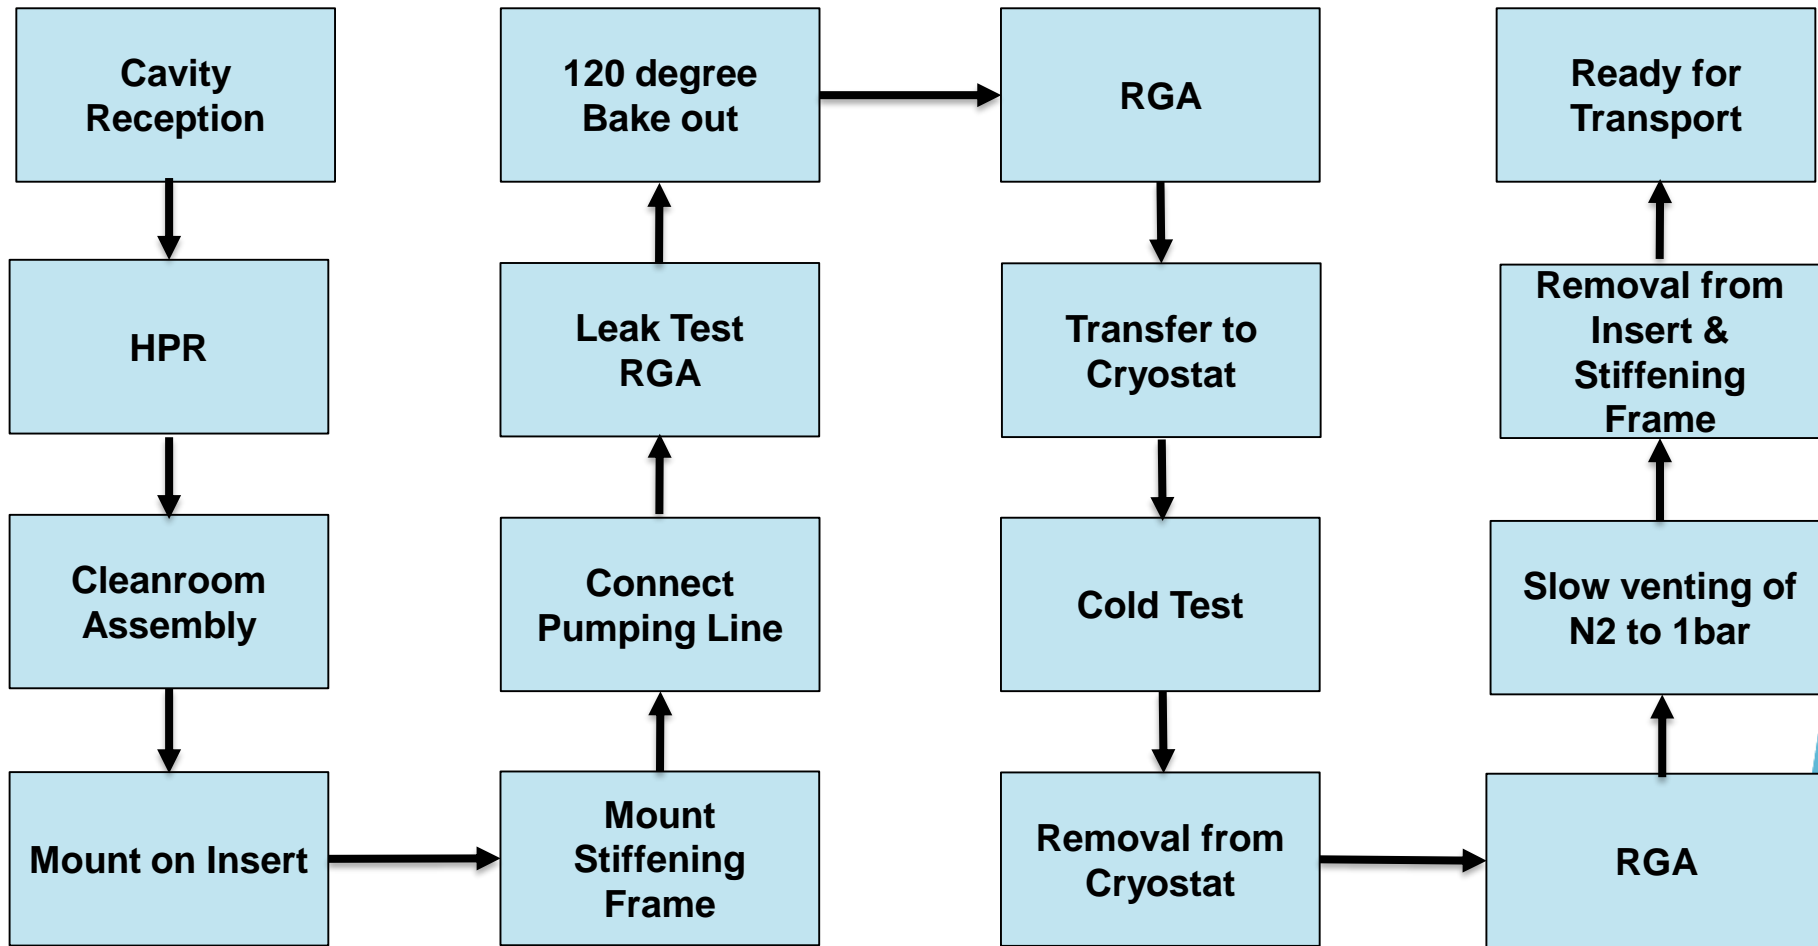 Cavity
Reception
HPR
Cleanroom
Assembly
Mount on Insert
Mount
Stiffening
Frame
Connect
Pumping Line
Leak Test
RGA
120 degree
Bake out
RGA
Transfer to
Cryostat
Cold Test
Removal from
Cryostat
RGA
Slow venting of
N2 to 1bar
Removal from
Insert &
Stiffening
Frame
Ready for
Transport